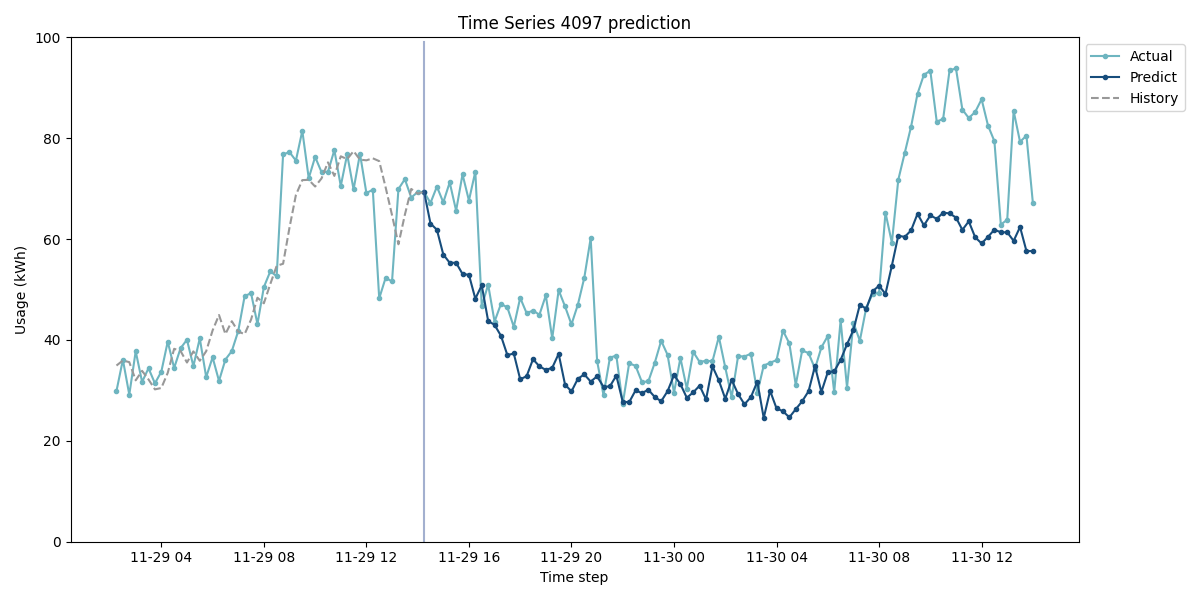 Time Series 4097 prediction
Usage (kWh)
100
80
60
40
20
0
11-29 04
11-29 08
11-29 12
11-29 16
11-29 20
11-30 00
11-30 04
11-30 08
11-30 12
Time step
Actual
Predict
History